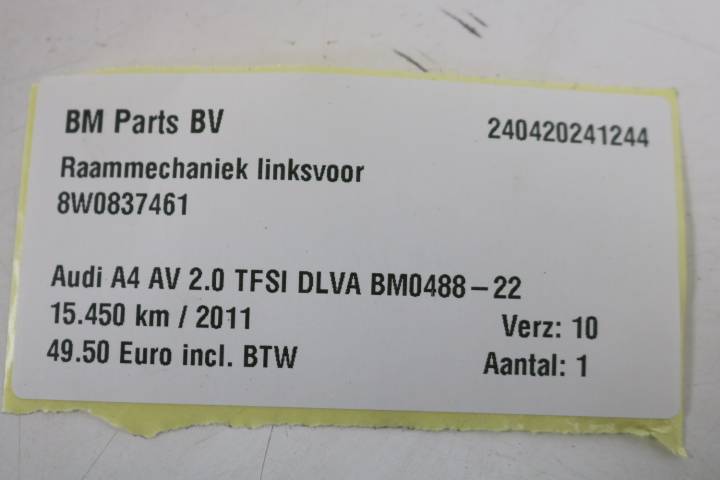 BM Parts BV 240420241244
Raammechaniek linksvoor
8W0837461
Audi A4 AV 2.0 TFSI DLVA BM0488-22
15.450 km / 2011 Verz: 10
49.50 Euro incl. BTW Aantal: 1